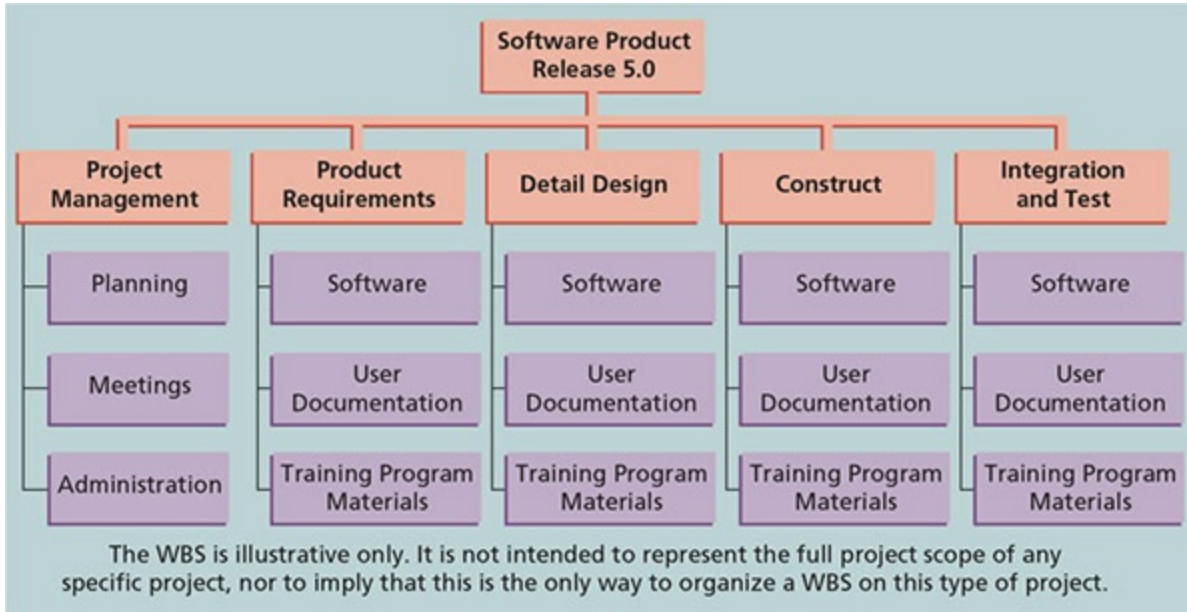 Software Product
Release 5.0
Project
Management
Product
Requirements
Detail Design
Construct
Integration
and Test
Planning
Software
Software
Software
Software
Meetings
User
Documentation
User
Documentation
User
Documentation
User
Documentation
Administration
Training Program
Materials
Training Program
Materials
Training Program
Materials
Training Program
Materials
The WBS is illustrative only. It is not intended to represent the full project scope of any
specific project, nor to imply that this is the only way to organize a WBS on this type of project.